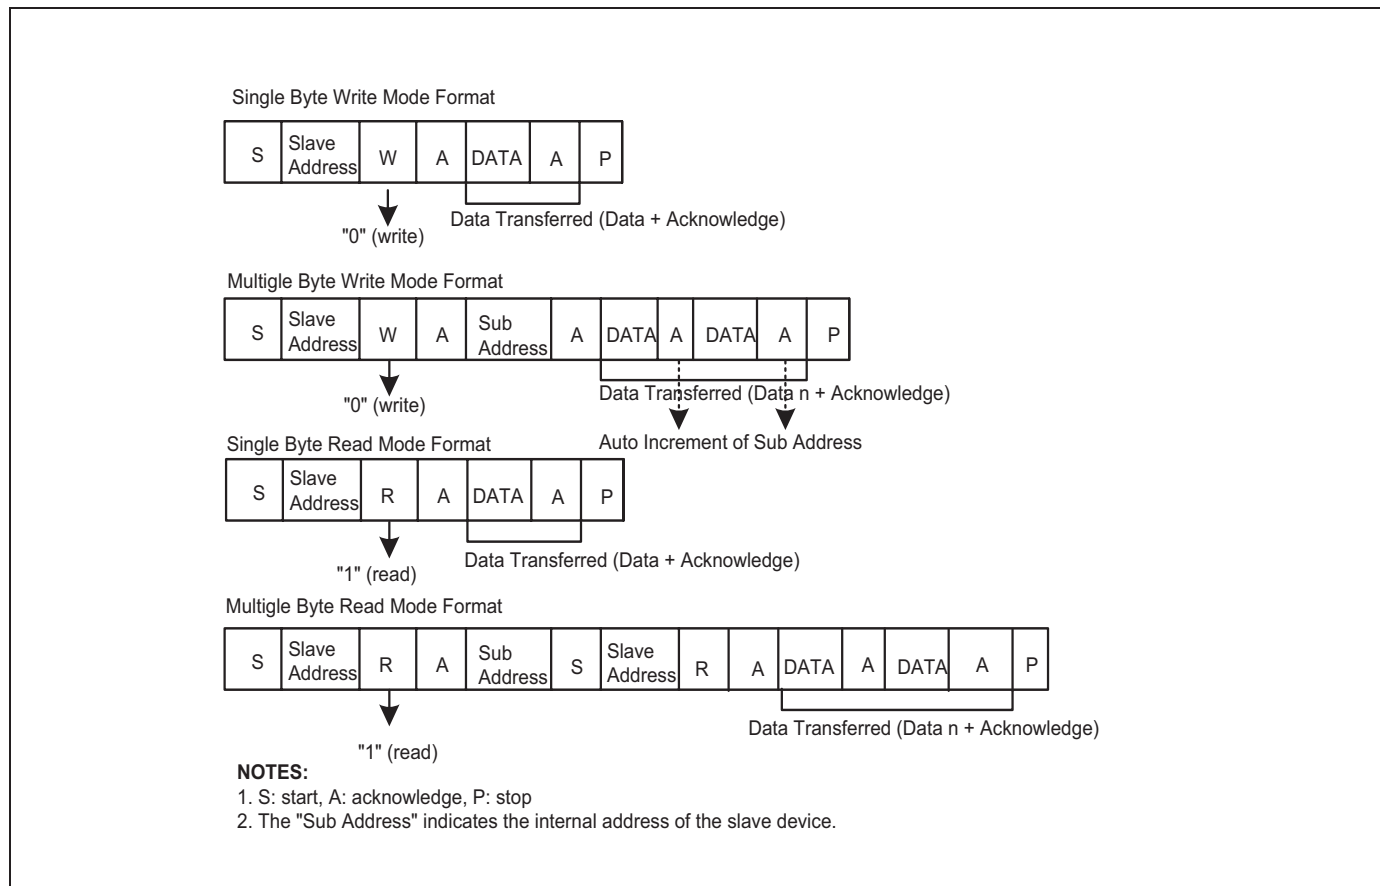 Single Byte Write Mode Format
S Slave Address W A DATA A P
Data Transferred (Data + Acknowledge)
"0" (write)
Multigle Byte Write Mode Format
S Slave Address W A Sub Address A DATA A DATA A P
Data Transferred (Data n + Acknowledge)
"0" (write)
Auto Increment of Sub Address
Single Byte Read Mode Format
S Slave Address R A DATA A P
Data Transferred (Data + Acknowledge)
"1" (read)
Multigle Byte Read Mode Format
S Slave Address R A Sub Address S Slave Address R A DATA A DATA A P
Data Transferred (Data n + Acknowledge)
"1" (read)
NOTES:
1. S: start, A: acknowledge, P: stop
2. The "Sub Address" indicates the internal address of the slave device.